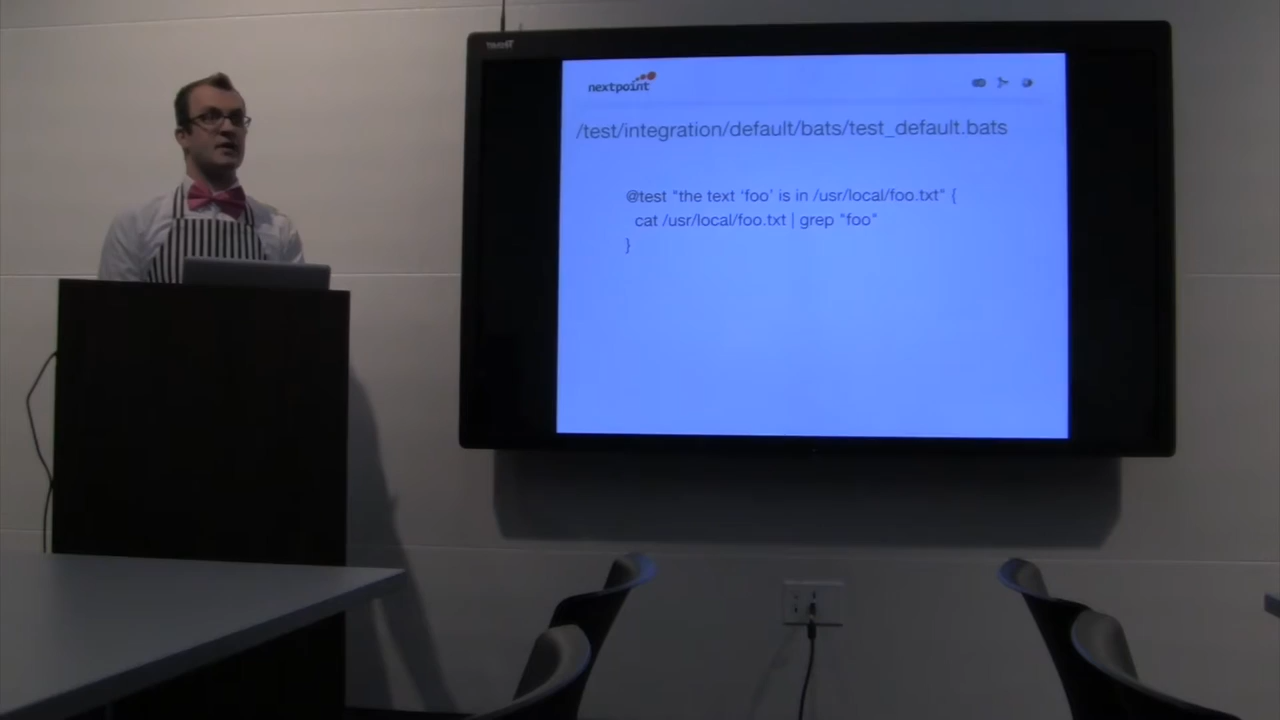 nextpoint
/test/integration/default/bats/test_default.bats
@test "the text 'foo' is in /usr/local/foo.txt" {
cat /usr/local/foo.txt | grep "foo"
}